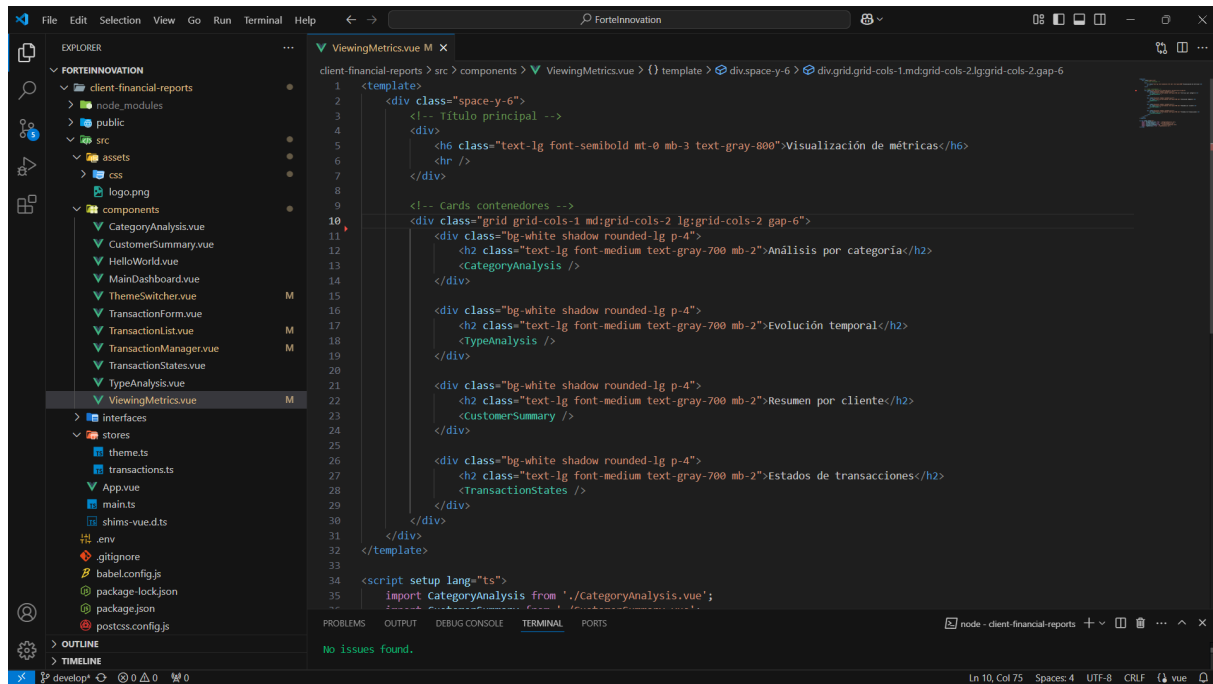 File Edit Selection View Go Run Terminal Help
ForteInnovation
EXPLORER
FORTEINNOVATION
client-financial-reports
node_modules
public
src
assets
css
logo.png
components
CategoryAnalysis.vue
CustomerSummary.vue
HelloWorld.vue
MainDashboard.vue
ThemeSwitcher.vue M
TransactionForm.vue
TransactionList.vue M
TransactionManager.vue M
TransactionStates.vue
TypeAnalysis.vue
ViewingMetrics.vue M
interfaces
stores
theme.ts
transactions.ts
App.vue
main.ts
shims-vue.d.ts
.env
.gitignore
babel.config.js
package-lock.json
package.json
postcss.config.js
OUTLINE
TIMELINE
5
ViewingMetrics.vue M
client-financial-reports > src > components > ViewingMetrics.vue > {} template > div.space-y-6 > div.grid.grid-cols-1.md:grid-cols-2.lg:grid-cols-2.gap-6
1 <template>
2 <div class="space-y-6">
3 <!-- Título principal -->
4 <div>
5 <h6 class="text-lg font-semibold mt-0 mb-3 text-gray-800">Visualización de métricas</h6>
6 <hr />
7 </div>
8
9 <!-- Cards contenedores -->
10 <div class="grid grid-cols-1 md:grid-cols-2 lg:grid-cols-2 gap-6">
11 <div class="bg-white shadow rounded-lg p-4">
12 <h2 class="text-lg font-medium text-gray-700 mb-2">Análisis por categoría</h2>
13 <CategoryAnalysis />
14 </div>
15
16 <div class="bg-white shadow rounded-lg p-4">
17 <h2 class="text-lg font-medium text-gray-700 mb-2">Evolución temporal</h2>
18 <TypeAnalysis />
19 </div>
20
21 <div class="bg-white shadow rounded-lg p-4">
22 <h2 class="text-lg font-medium text-gray-700 mb-2">Resumen por cliente</h2>
23 <CustomerSummary />
24 </div>
25
26 <div class="bg-white shadow rounded-lg p-4">
27 <h2 class="text-lg font-medium text-gray-700 mb-2">Estados de transacciones</h2>
28 <TransactionStates />
29 </div>
30 </div>
31 </div>
32 </template>
33
34 <script setup lang="ts">
35 import CategoryAnalysis from './CategoryAnalysis.vue';
PROBLEMS OUTPUT DEBUG CONSOLE TERMINAL PORTS
node - client-financial-reports
No issues found.
develop* 0 0 0
Ln 10, Col 75 Spaces: 4 UTF-8 CRLF {} vue